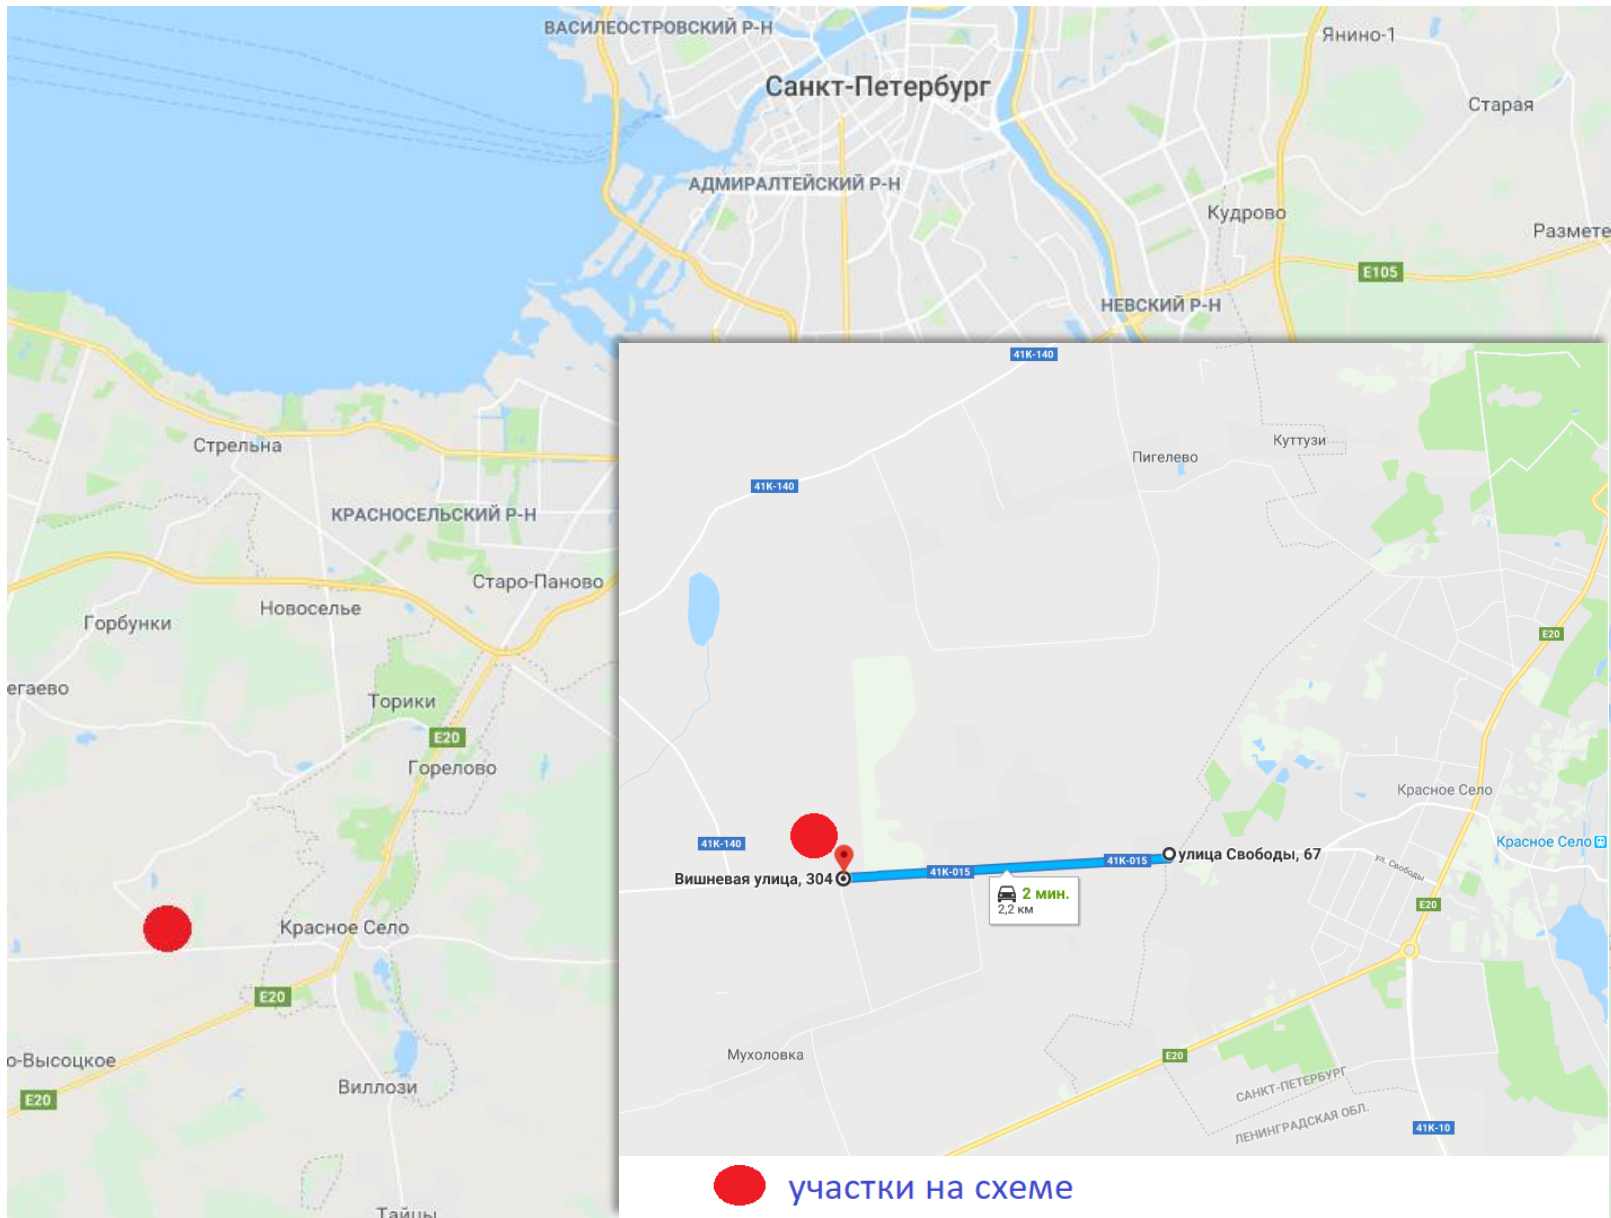 ВАСИЛЕОСТРОВСКИЙ Р-Н
Янино-1
Санкт-Петербург
Старая
АДМИРАЛТЕЙСКИЙ Р-Н
Кудрово
Размете
E105
НЕВСКИЙ Р-Н
Стрельна
КРАСНОСЕЛЬСКИЙ Р-Н
Старо-Паново
Новоселье
Горбунки
егаево
Торики
E20
Горелово
Красное Село
E20
о-Высоцкое
Виллози
E20
Тайцы
41К-140
Куттузи
Пигелево
41К-140
E20
Красное Село
41К-140
Красное Село
улица Свободы, 67
41К-015
41К-015
Вишневая улица, 304
ул. Свободы
2 мин.
2,2 км
E20
Мухоловка
E20
САНКТ-ПЕТЕРБУРГ
ЛЕНИНГРАДСКАЯ ОБЛ.
41К-10
участки на схеме